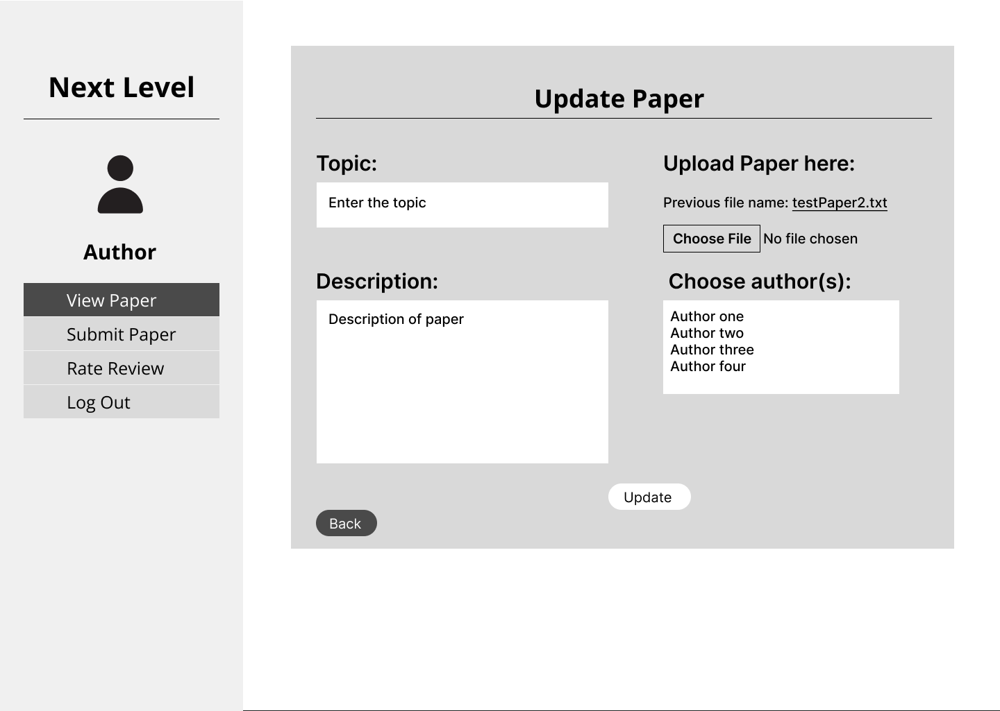 Next Level
Author
View Paper
Submit Paper
Rate Review
Log Out
Update Paper
Topic:
Enter the topic
Description:
Description of paper
Upload Paper here:
Previous file name: testPaper2.txt
Choose File No file chosen
Choose author(s):
Author one
Author two
Author three
Author four
Update
Back